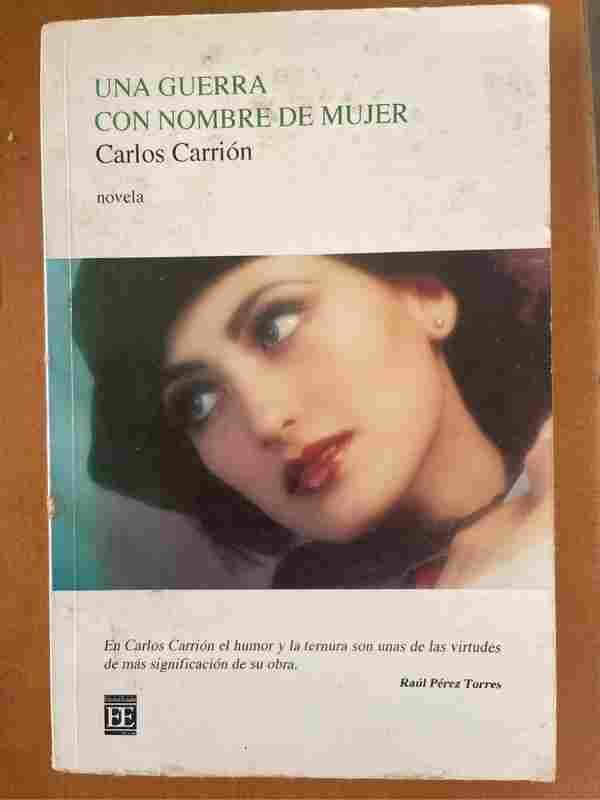 UNA GUERRA
CON NOMBRE DE MUJER
Carlos Carrión
novela
En Carlos Carrión el humor y la ternura son unas de las virtudes
de más significación de su obra.
Raúl Pérez Torres
EE